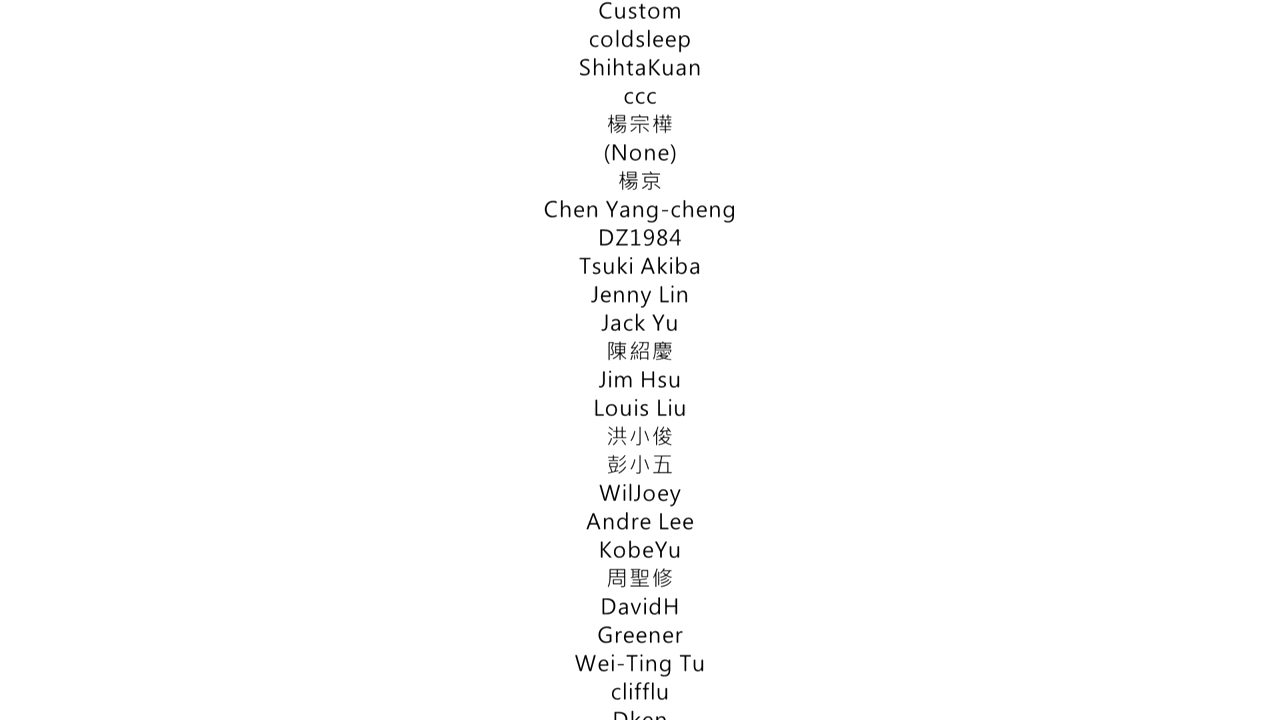 Custom
coldsleep
ShihtaKuan
ccc
楊宗樺
(None)
楊京
Chen Yang-cheng
DZ1984
Tsuki Akiba
Jenny Lin
Jack Yu
陳紹慶
Jim Hsu
Louis Liu
洪小俊
彭小五
WilJoey
Andre Lee
KobeYu
周聖修
DavidH
Greener
Wei-Ting Tu
clifflu